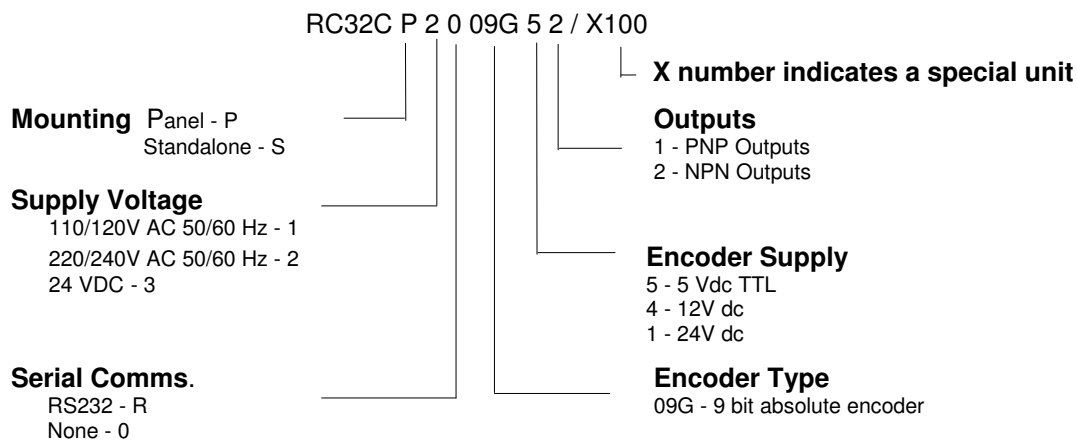 RC32C P 2 0 09G 5 2 / X100
X number indicates a special unit
Mounting Panel - P
Standalone - S
Outputs
1 - PNP Outputs
2 - NPN Outputs
Supply Voltage
110/120V AC 50/60 Hz - 1
220/240V AC 50/60 Hz - 2
24 VDC - 3
Encoder Supply
5 - 5 Vdc TTL
4 - 12V dc
1 - 24V dc
Serial Comms.
RS232 - R
None - 0
Encoder Type
09G - 9 bit absolute encoder